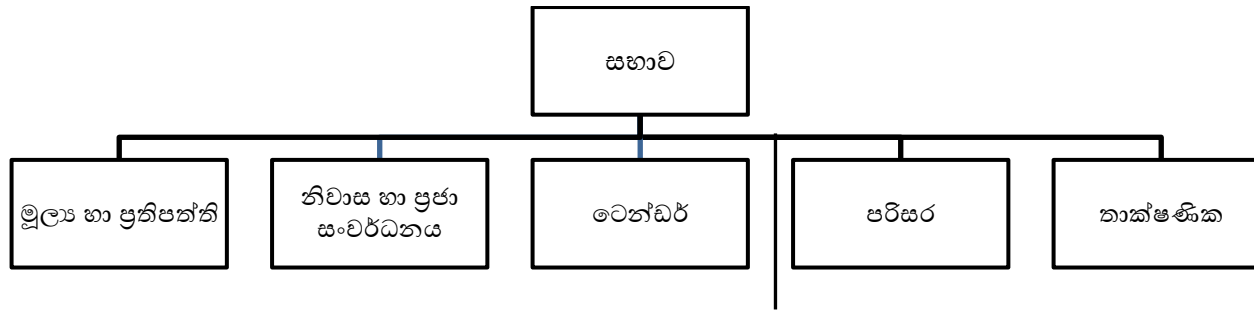 සභාව
මූල්‍ය හා ප්‍රතිපත්ති
නිවාස හා ප්‍රජා
සංවර්ධනය
ටෙන්ඩර්
පරිසර
තාක්ෂණික